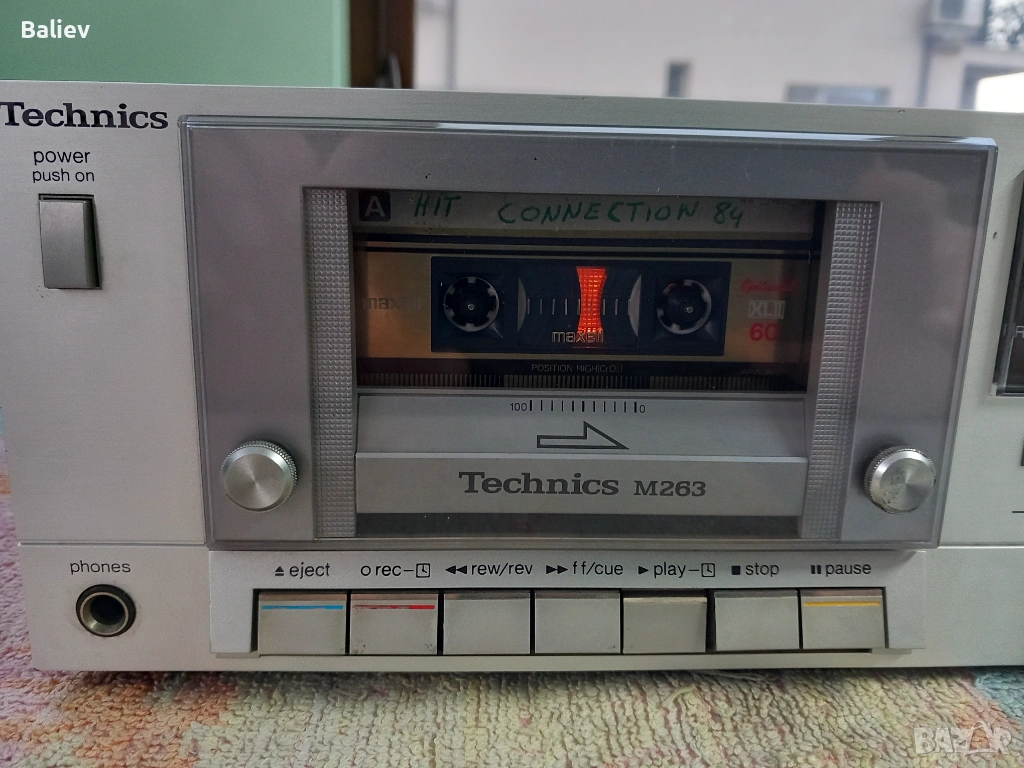 Baliev
Technics
power
push on
A HIT CONNECTION 84
maxell
XLII
60
maxell
POSITION HIGH(CrO2)
100 0
Technics M263
phones
eject rec rew/rev ff/cue play stop pause
BAZAR